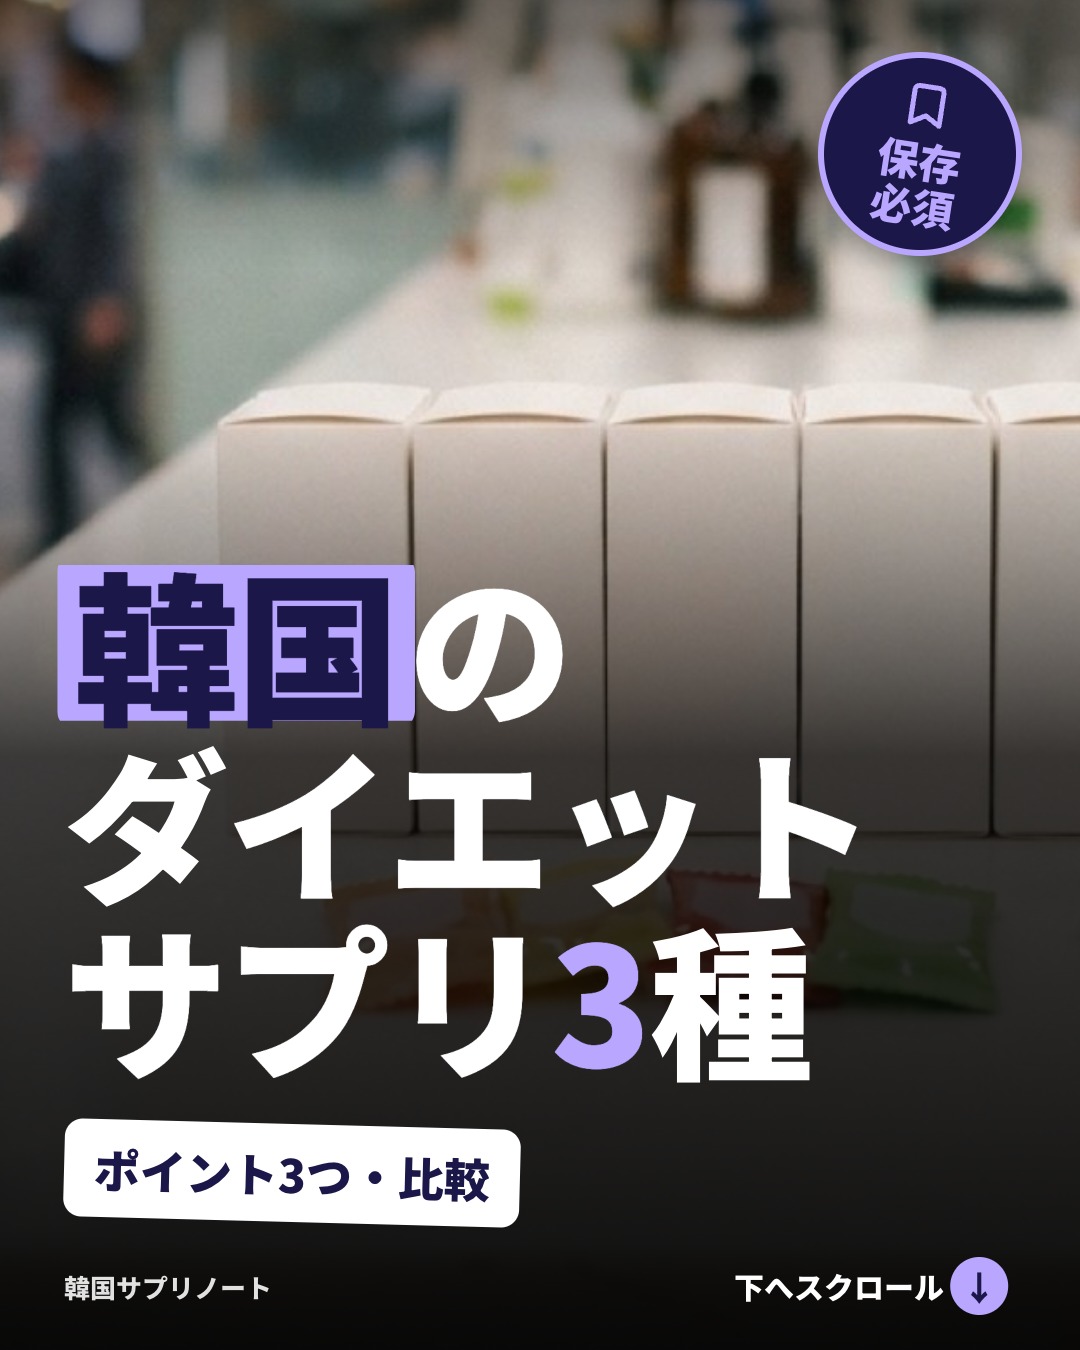 保存
必須
韓国の
ダイエット
サプリ3種
ポイント3つ・比較
韓国サプリノート
下へスクロール↓